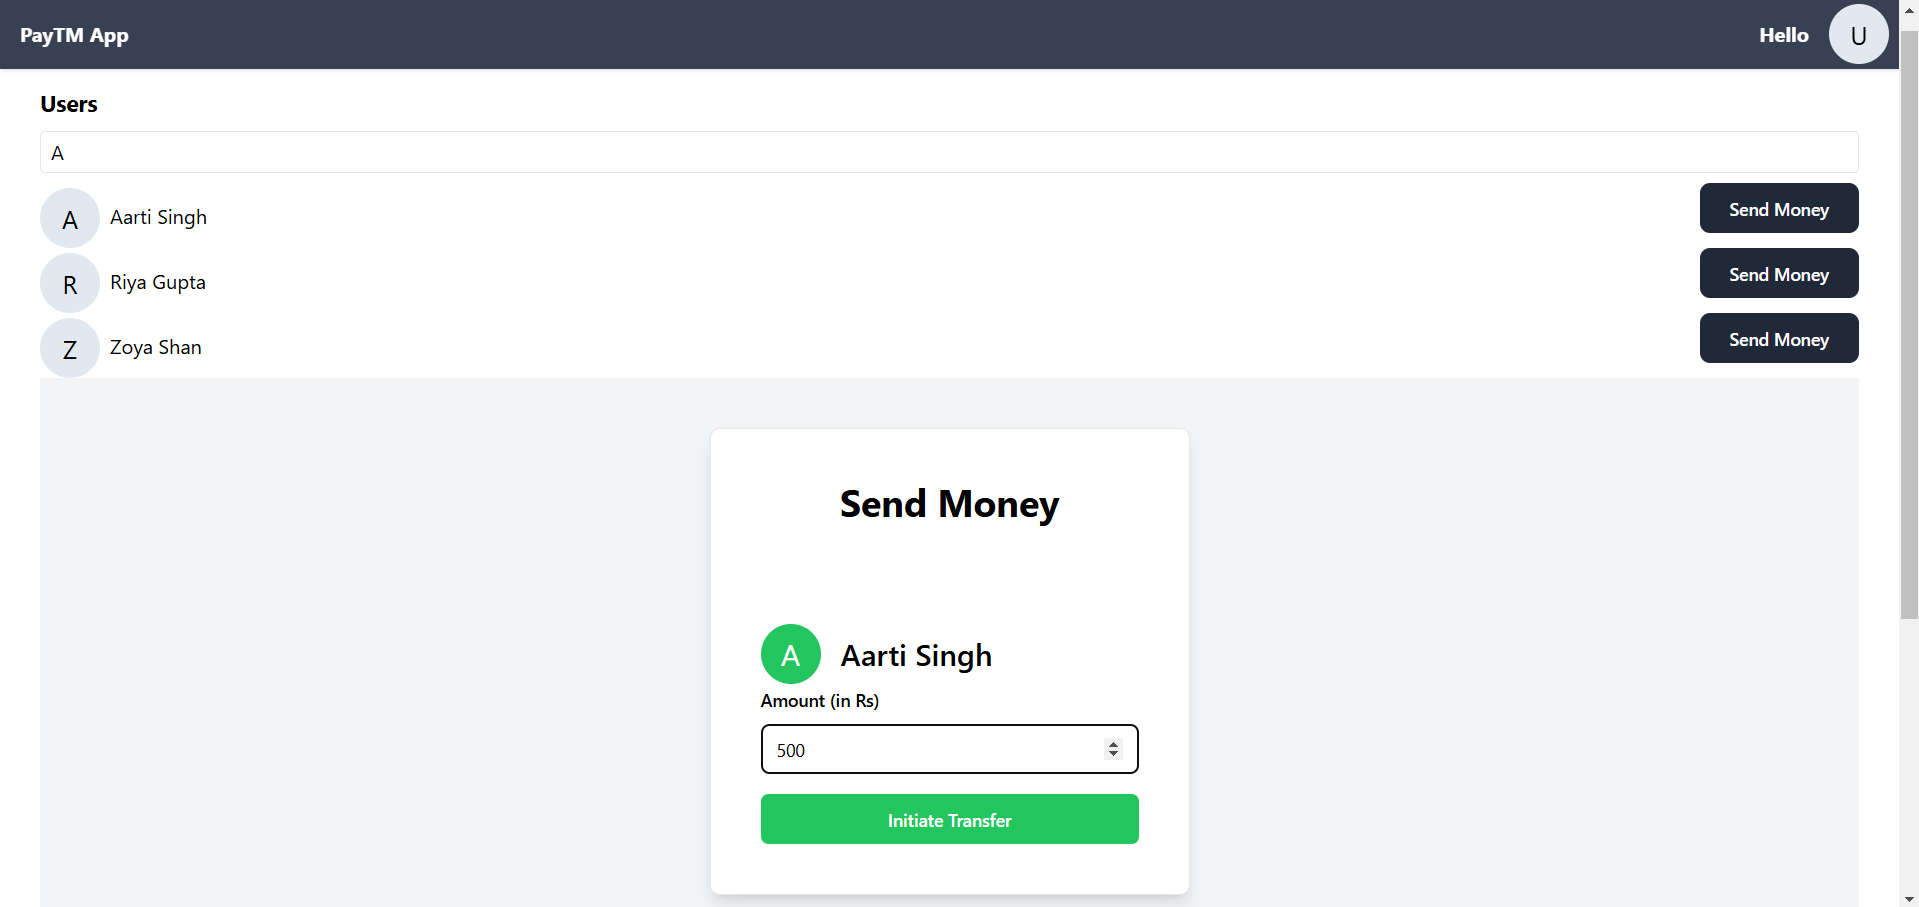 PayTM App
Hello U
Users
A
A Aarti Singh Send Money
R Riya Gupta Send Money
Z Zoya Shan Send Money
Send Money
A Aarti Singh
Amount (in Rs)
500
Initiate Transfer